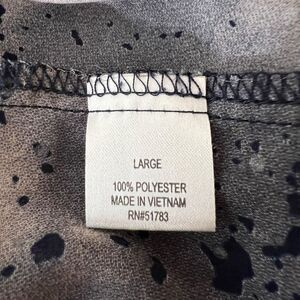 LARGE
100% POLYESTER
MADE IN VIETNAM
RN#51783